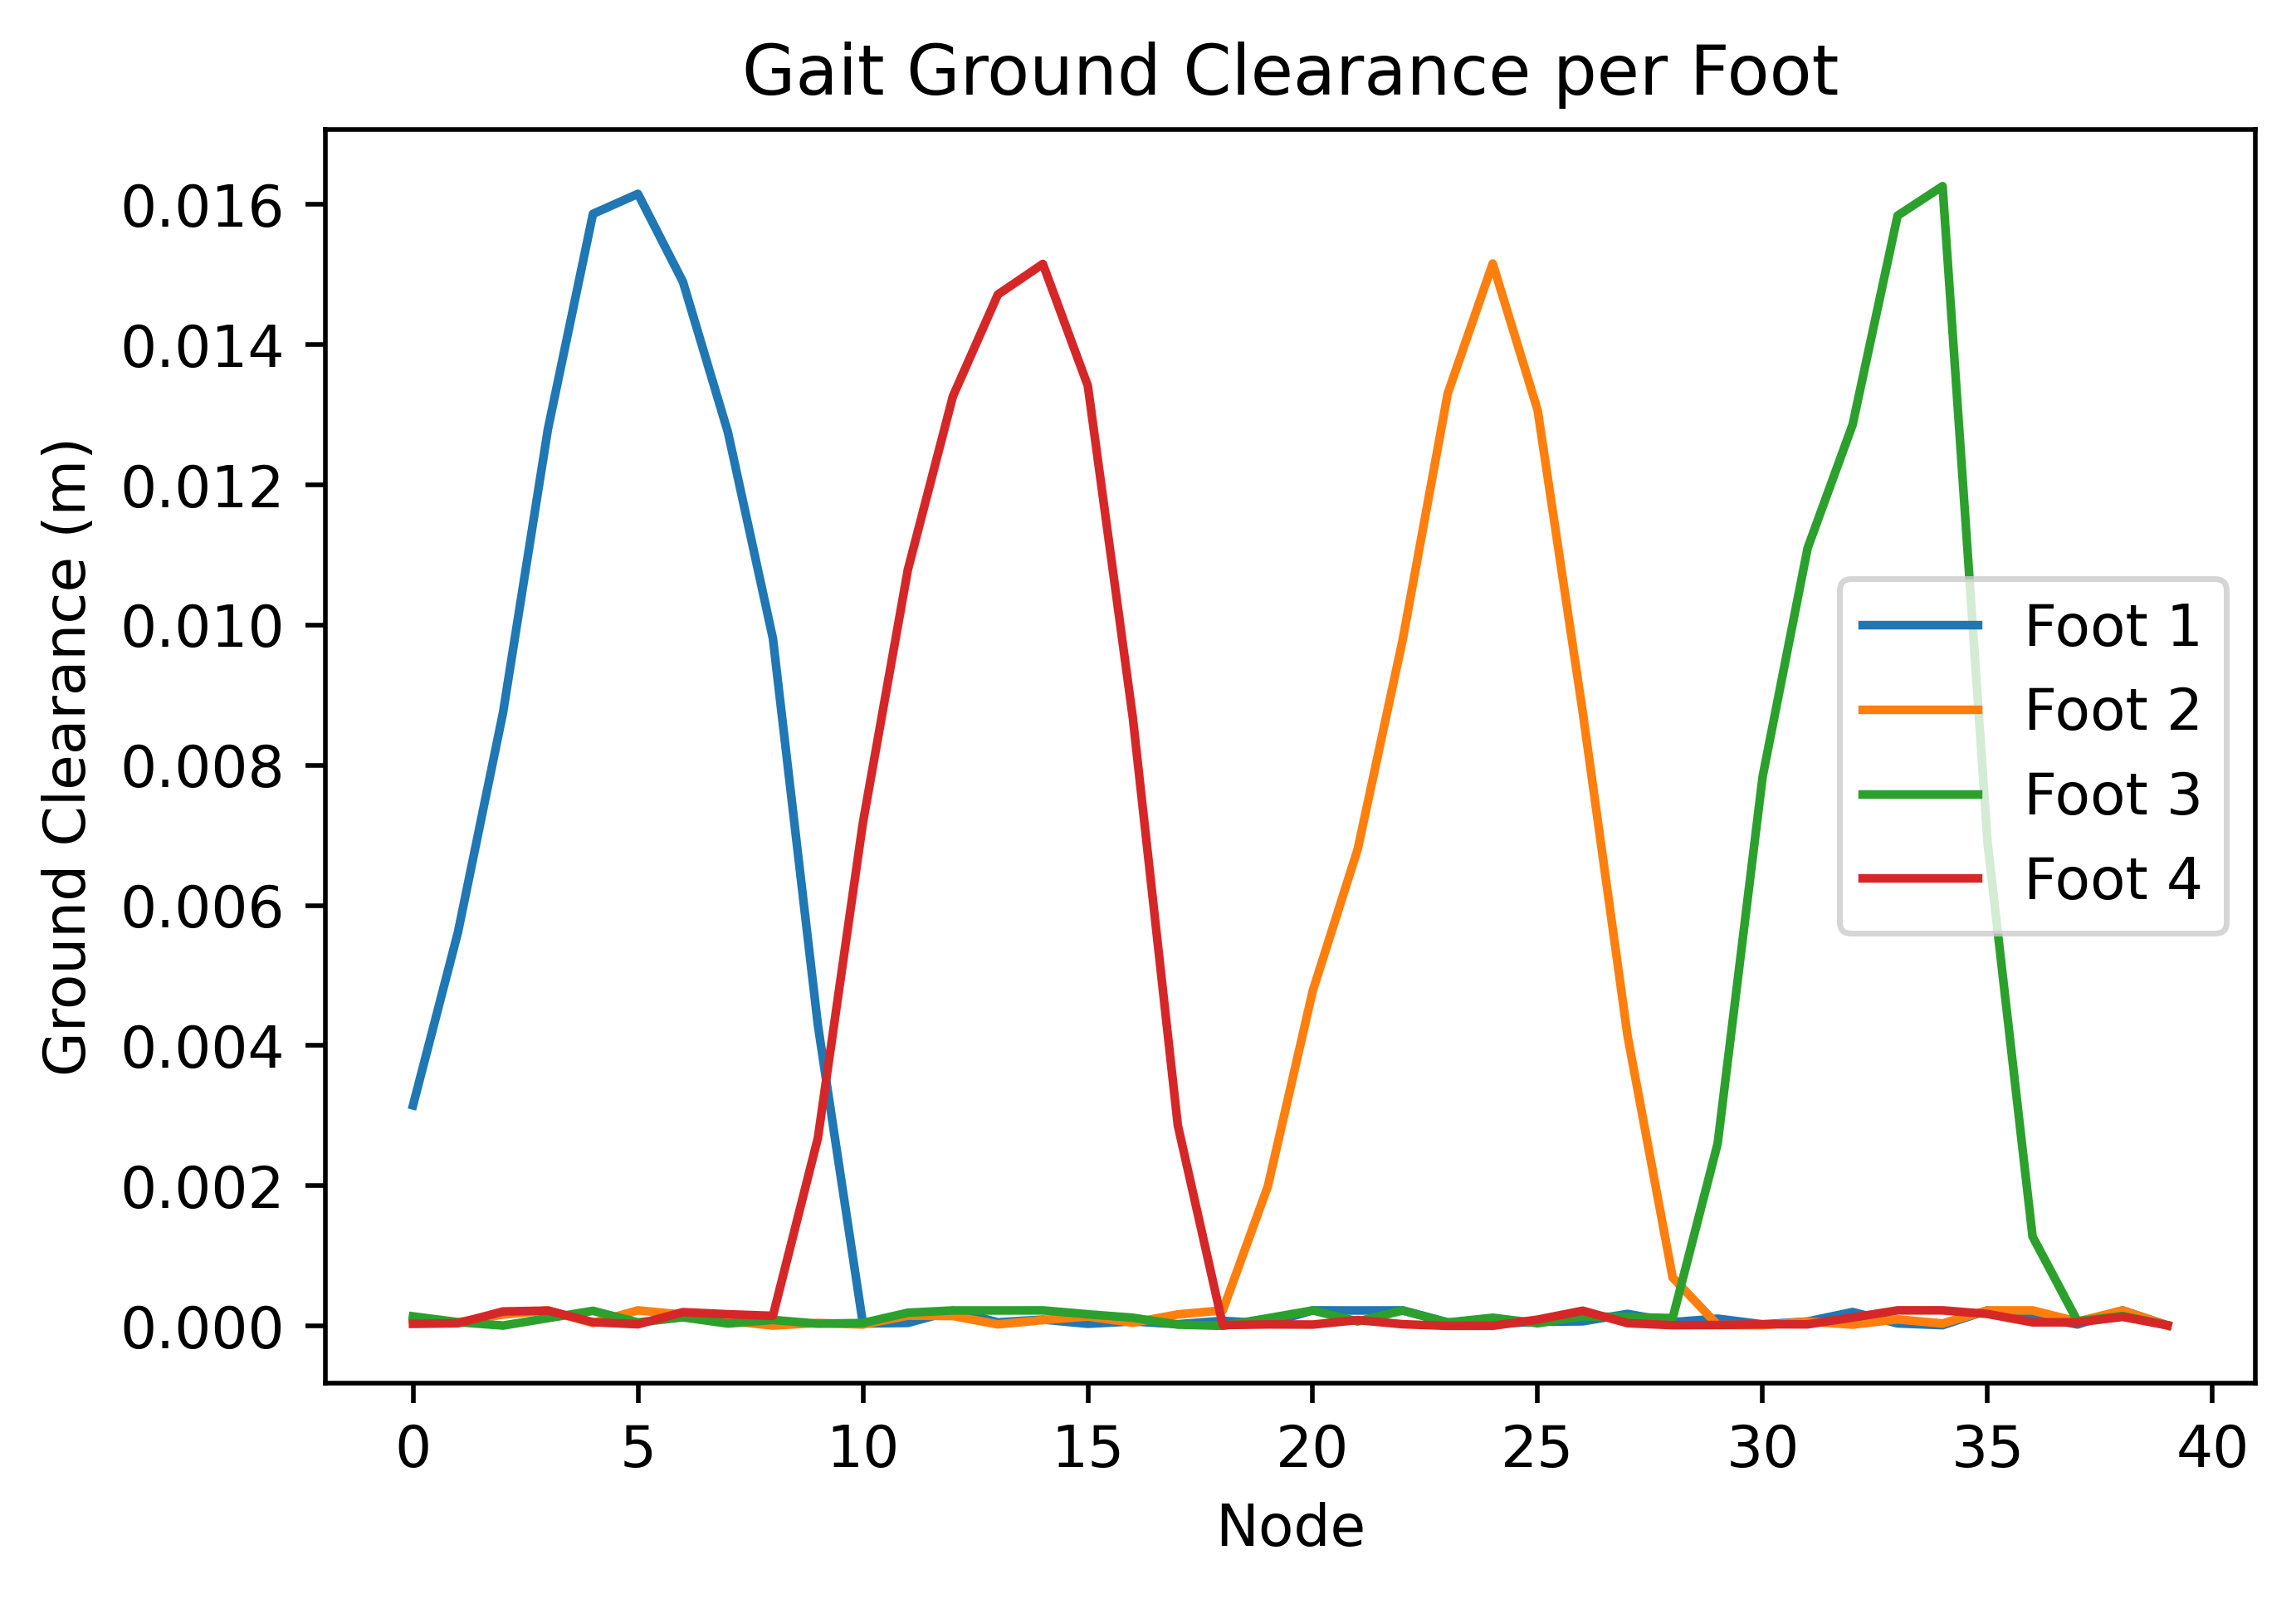 Gait Ground Clearance per Foot
Ground Clearance (m)
0.016
0.014
0.012
0.010
0.008
0.006
0.004
0.002
0.000
Foot 1
Foot 2
Foot 3
Foot 4
0 5 10 15 20 25 30 35 40
Node